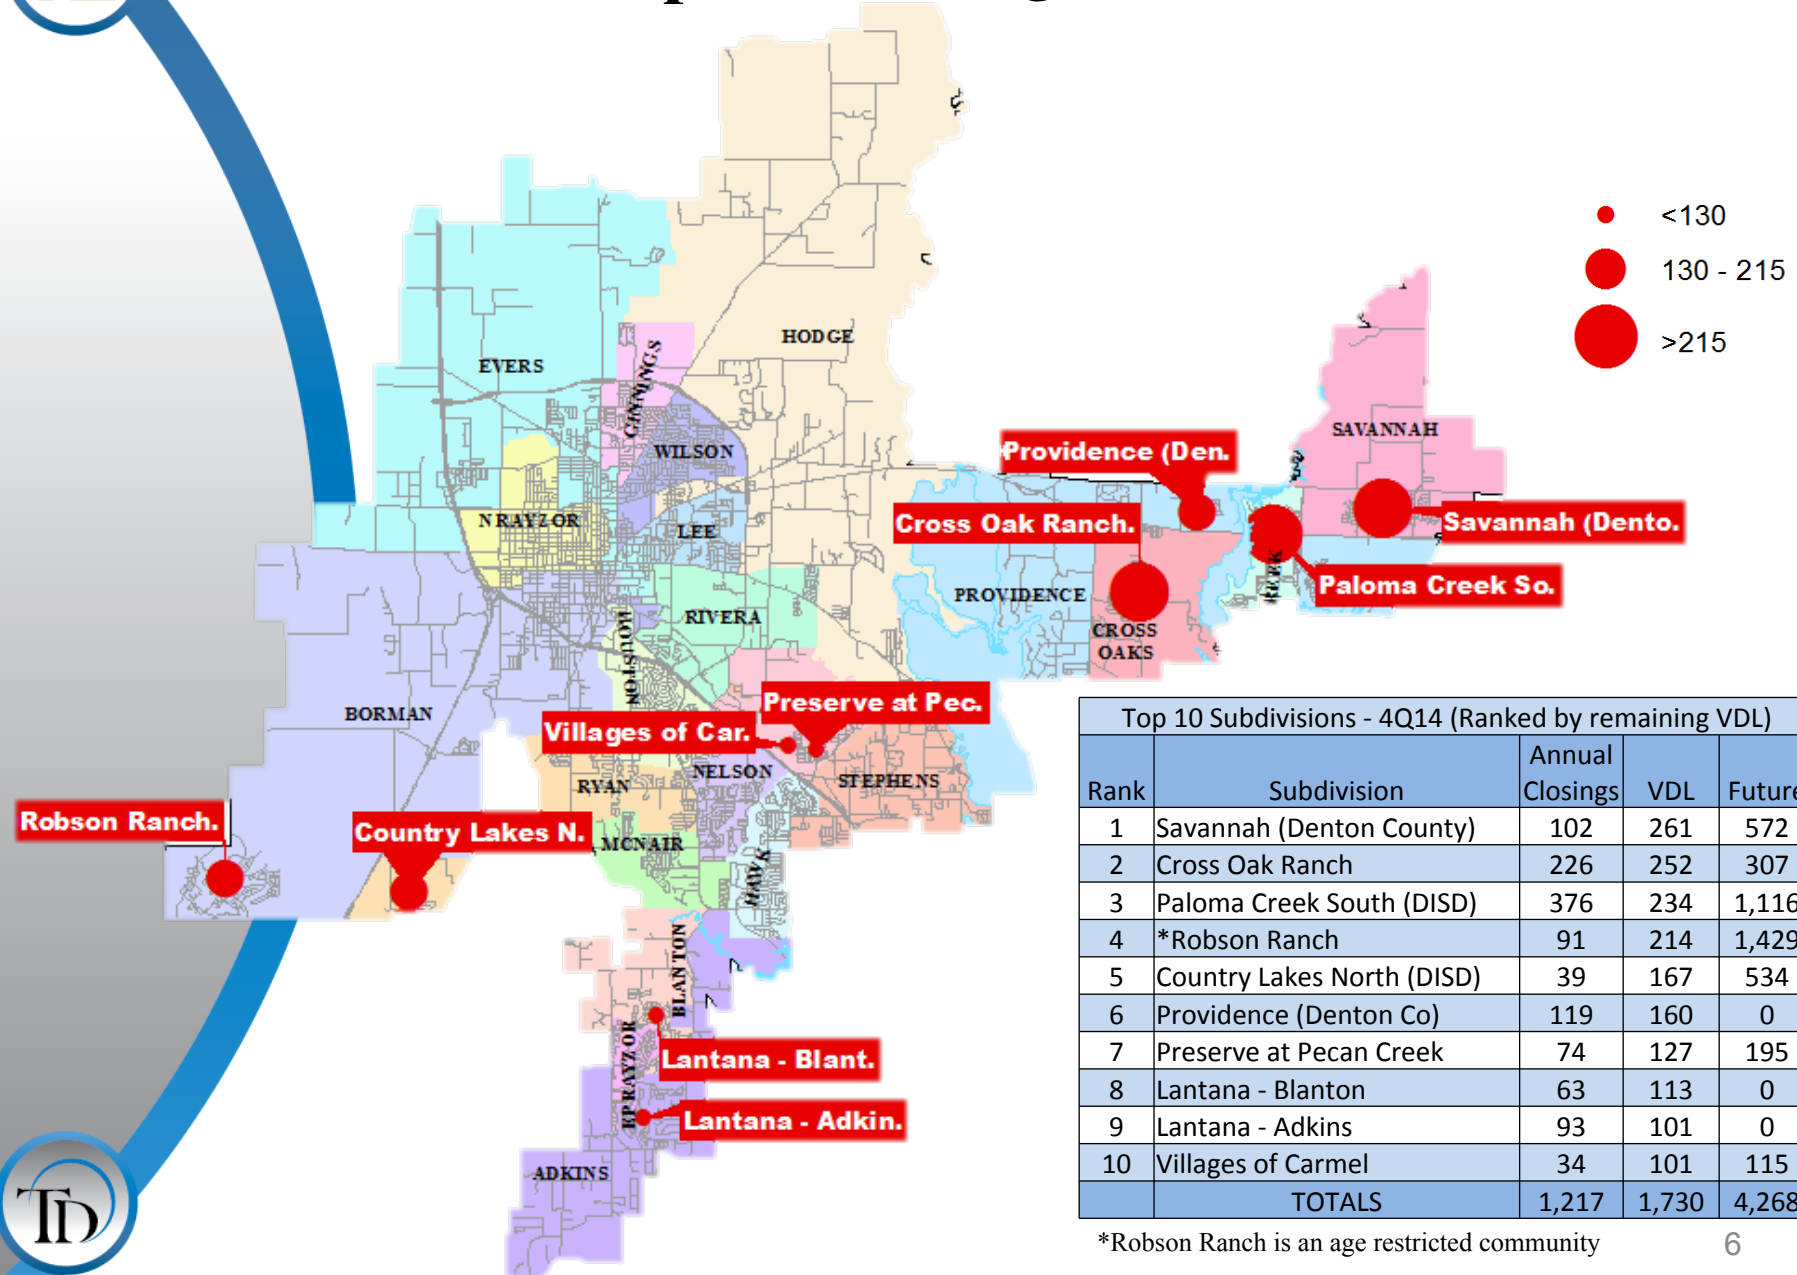 <130
130 - 215
>215
HODGE
EVERS
GINNINGS
WILSON
SAVANNAH
Providence (Den.
N RAYZOR
LEE
Cross Oak Ranch.
Savannah (Dento.
Paloma Creek So.
PROVIDENCE
RIVERA
CROSS
OAKS
HOUSTON
BORMAN
Preserve at Pec.
Villages of Car.
NELSON
STEPHENS
RYAN
Robson Ranch.
Country Lakes N.
MCNAIR
HAWK
BLANTON
EP RAYZOR
Lantana - Blant.
Lantana - Adkin.
ADKINS
Top 10 Subdivisions - 4Q14 (Ranked by remaining VDL)
Rank Subdivision Annual Closings VDL Future
1 Savannah (Denton County) 102 261 572
2 Cross Oak Ranch 226 252 307
3 Paloma Creek South (DISD) 376 234 1,116
4 *Robson Ranch 91 214 1,429
5 Country Lakes North (DISD) 39 167 534
6 Providence (Denton Co) 119 160 0
7 Preserve at Pecan Creek 74 127 195
8 Lantana - Blanton 63 113 0
9 Lantana - Adkins 93 101 0
10 Villages of Carmel 34 101 115
TOTALS 1,217 1,730 4,268
*Robson Ranch is an age restricted community
6
TD